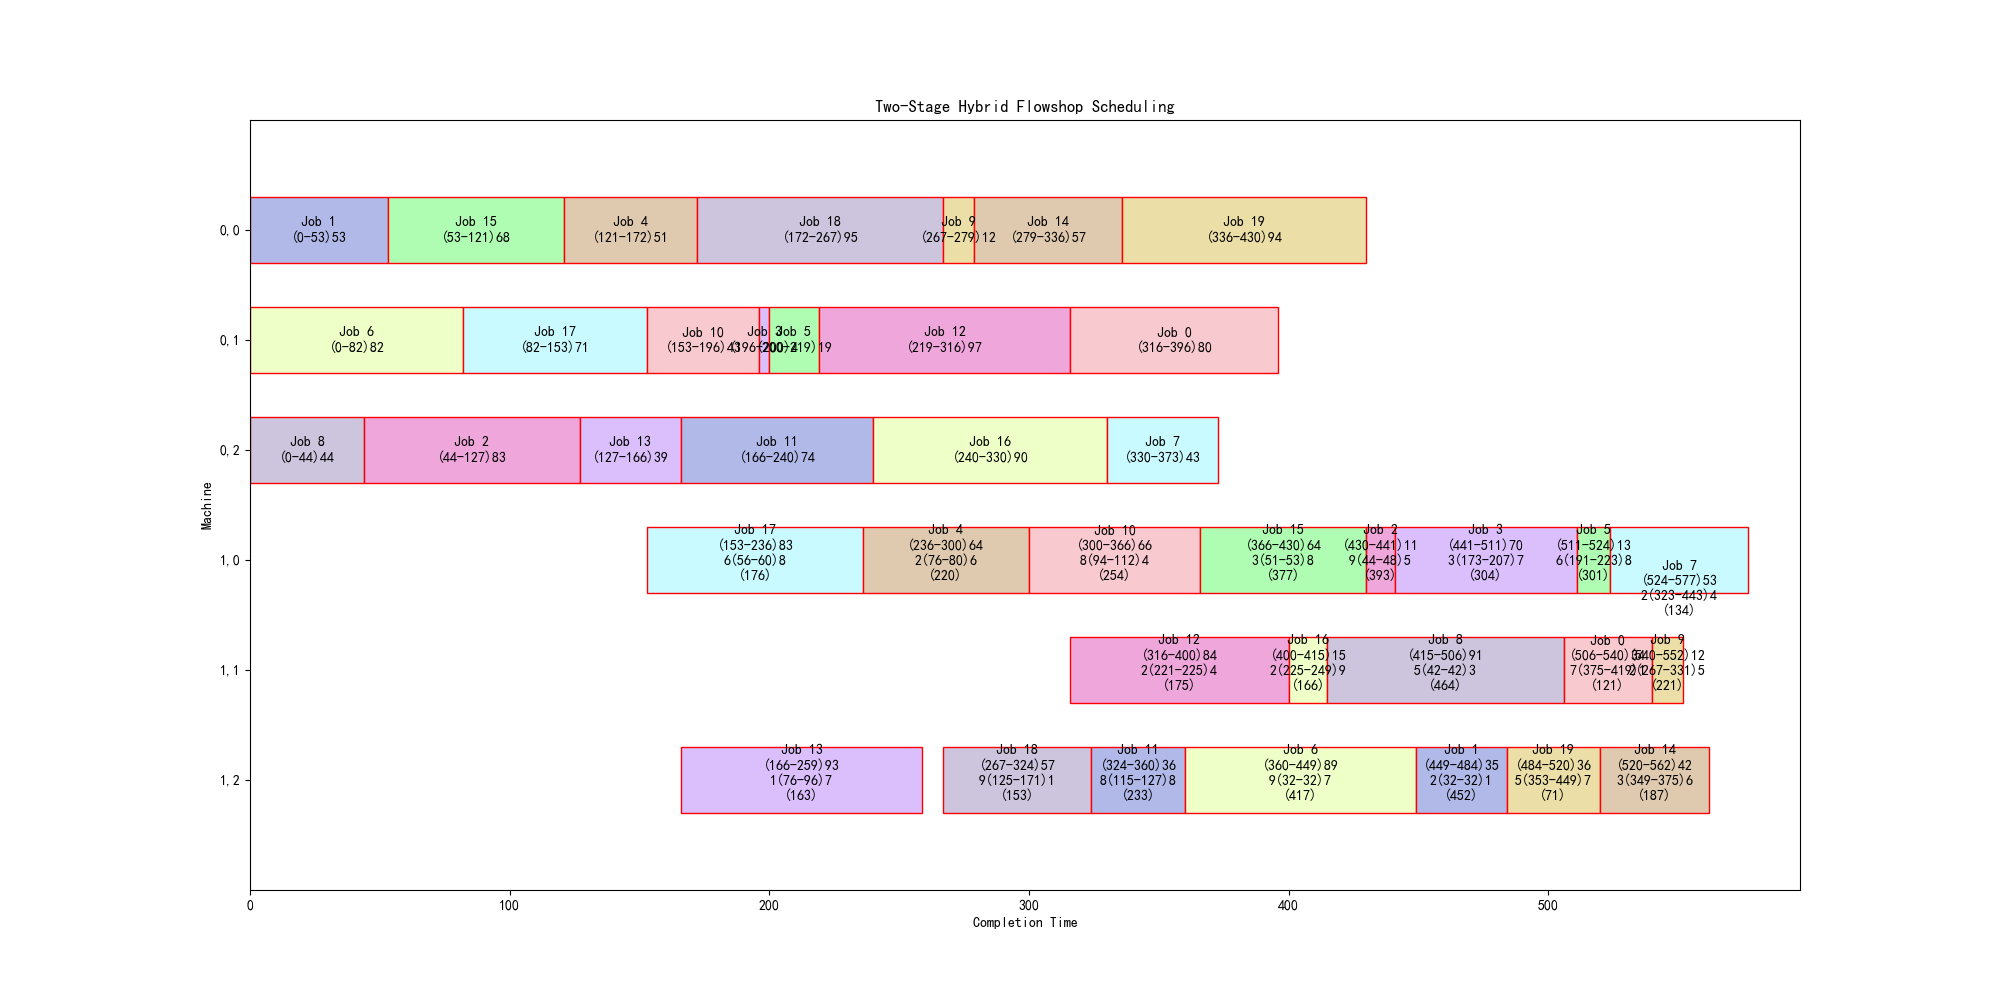 Two-Stage Hybrid Flowshop Scheduling
Machine
0,0
Job 1
(0-53)53
Job 15
(53-121)68
Job 4
(121-172)51
Job 18
(172-267)95
Job 9
(267-279)12
Job 14
(279-336)57
Job 19
(336-430)94
0,1
Job 6
(0-82)82
Job 17
(82-153)71
Job 10
(153-196)43
Job 3
(196-200)4
Job 5
(200-219)19
Job 12
(219-316)97
Job 0
(316-396)80
0,2
Job 8
(0-44)44
Job 2
(44-127)83
Job 13
(127-166)39
Job 11
(166-240)74
Job 16
(240-330)90
Job 7
(330-373)43
1,0
Job 17
(153-236)83
6(56-60)8
(176)
Job 4
(236-300)64
2(76-80)6
(220)
Job 10
(300-366)66
8(94-112)4
(254)
Job 15
(366-430)64
3(51-53)8
(377)
Job 2
(430-441)11
9(44-48)5
(393)
Job 3
(441-511)70
3(173-207)7
(304)
Job 5
(511-524)13
6(191-223)8
(301)
Job 7
(524-577)53
2(323-443)4
(134)
1,1
Job 12
(316-400)84
2(221-225)4
(175)
Job 16
(400-415)15
2(225-249)9
(166)
Job 8
(415-506)91
5(42-42)3
(464)
Job 0
(506-540)34
7(375-419)1
(121)
Job 9
(540-552)12
2(267-331)5
(221)
1,2
Job 13
(166-259)93
1(76-96)7
(163)
Job 18
(267-324)57
9(125-171)1
(153)
Job 11
(324-360)36
8(115-127)8
(233)
Job 6
(360-449)89
9(32-32)7
(417)
Job 1
(449-484)35
2(32-32)1
(452)
Job 19
(484-520)36
5(353-449)7
(71)
Job 14
(520-562)42
3(349-375)6
(187)
0
100
200
300
400
500
Completion Time